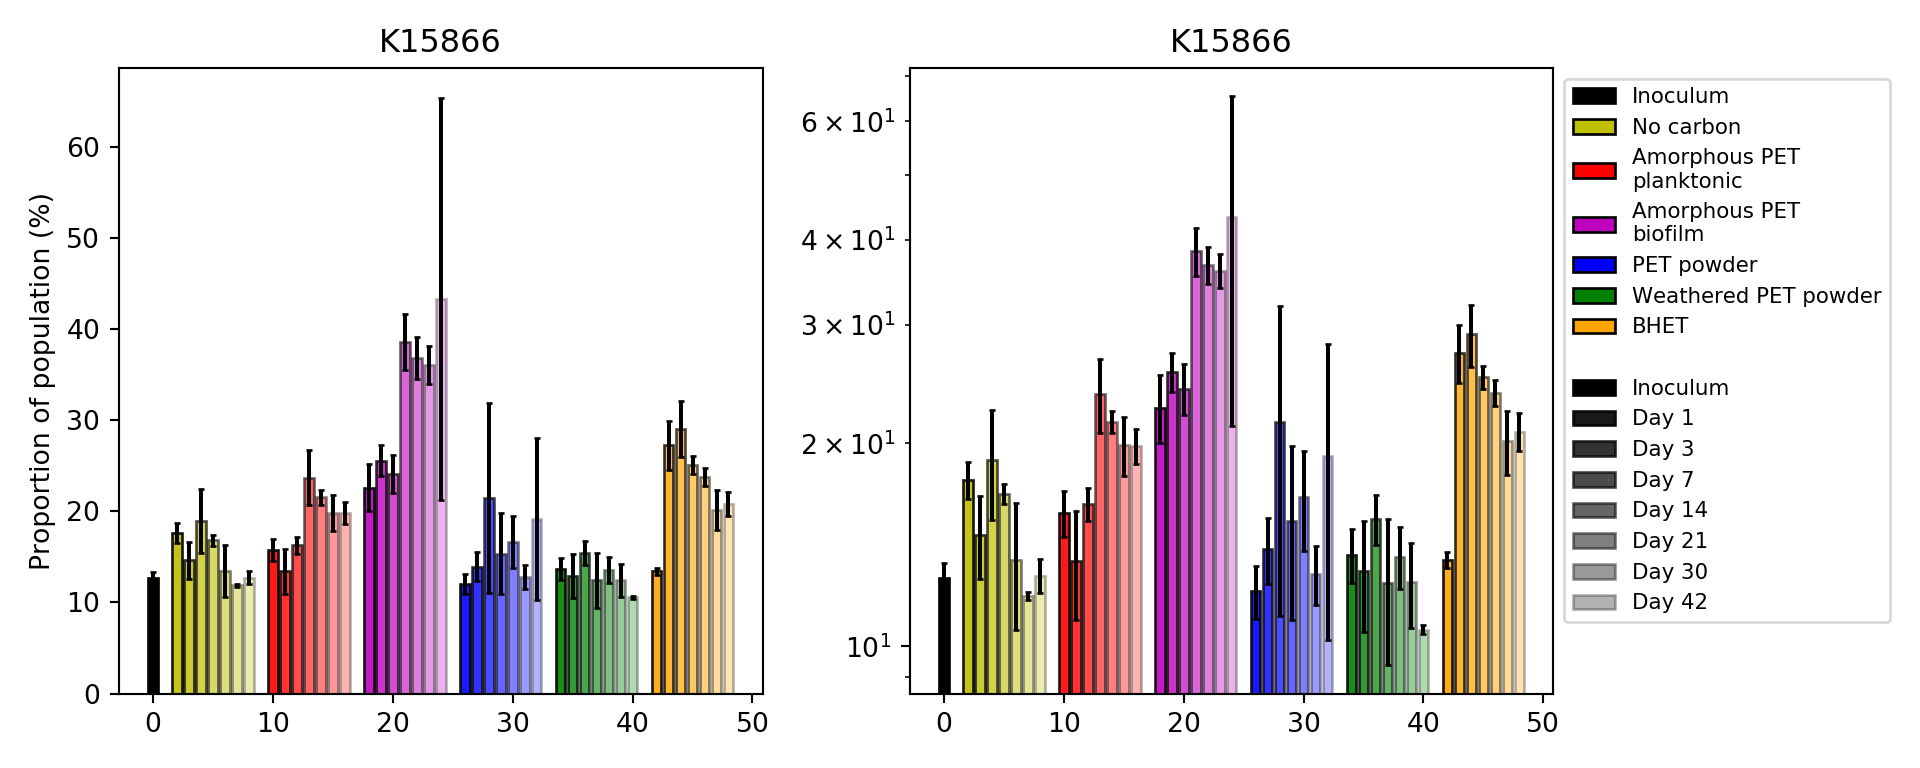 K15866
Proportion of population (%)
60
50
40
30
20
10
0
0 10 20 30 40 50
K15866
6 × 10¹
4 × 10¹
3 × 10¹
2 × 10¹
10¹
0 10 20 30 40 50
Inoculum
No carbon
Amorphous PET
planktonic
Amorphous PET
biofilm
PET powder
Weathered PET powder
BHET
Inoculum
Day 1
Day 3
Day 7
Day 14
Day 21
Day 30
Day 42